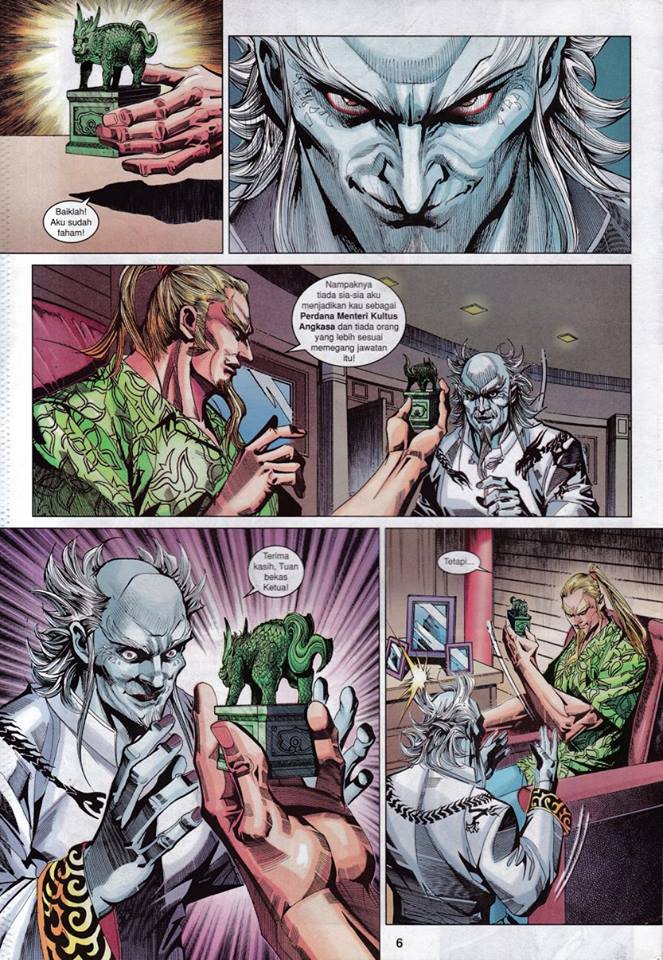 Baiklah!
Aku sudah
faham!
Nampaknya
tiada sia-sia aku
menjadikan kau sebagai
Perdana Menteri Kultus
Angkasa dan tiada orang
yang lebih sesuai
memegang jawatan
itu!
Terima
kasih, Tuan
bekas
Ketua!
Tetapi...
6